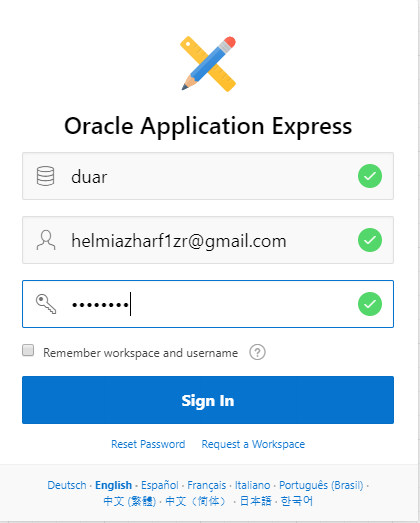 Oracle Application Express
duar
helmiazharf1zr@gmail.com
••••••••
Remember workspace and username ?
Sign In
Reset Password Request a Workspace
Deutsch · English · Español · Français · Italiano · Português (Brasil) ·
中文 (繁體) · 中文（简体） · 日本語 · 한국어